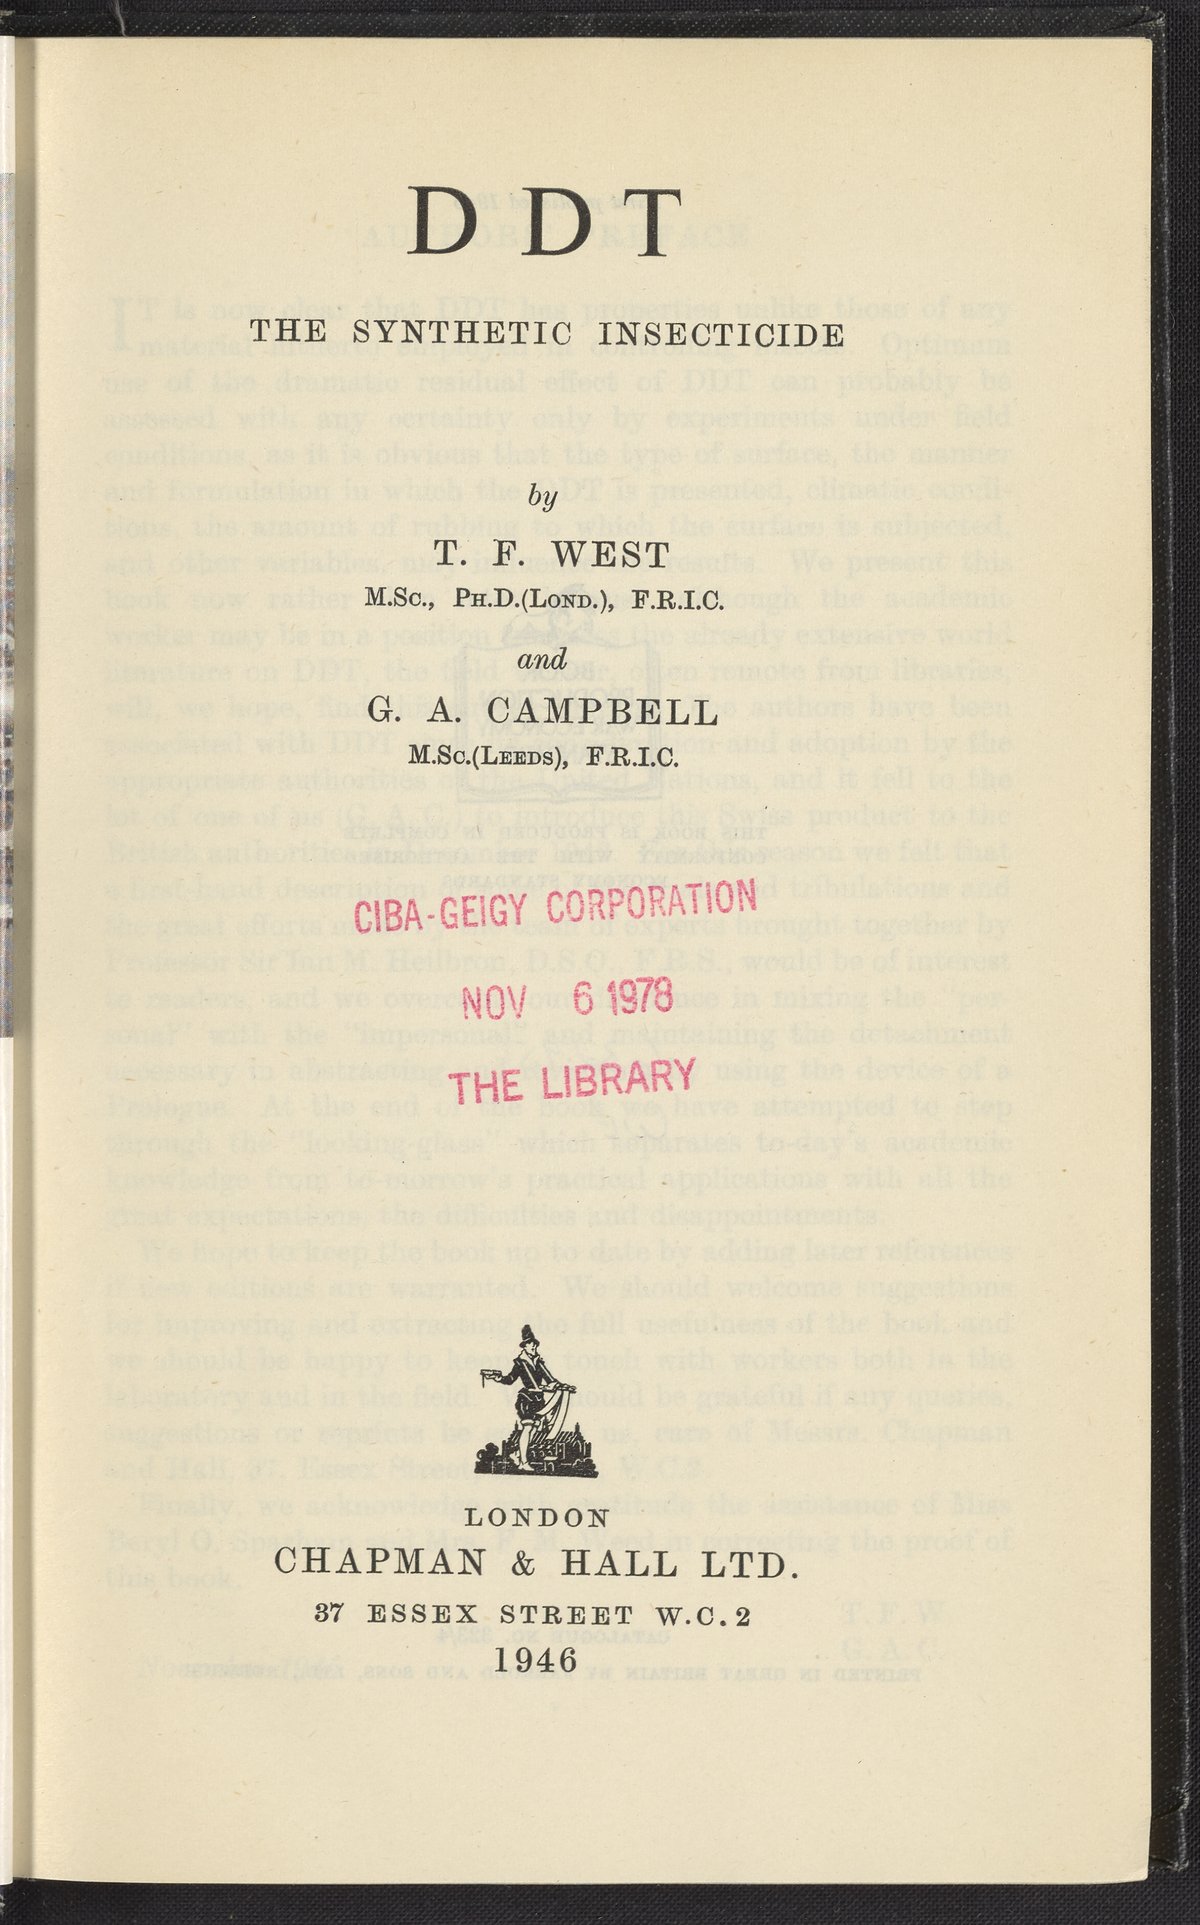 DDT
THE SYNTHETIC INSECTICIDE
by
T. F. WEST
M.Sc., Ph.D.(Lond.), F.R.I.C.
and
G. A. CAMPBELL
M.Sc.(Leeds), F.R.I.C.
CIBA-GEIGY CORPORATION
NOV 6 1978
THE LIBRARY
LONDON
CHAPMAN & HALL LTD.
37 ESSEX STREET W.C.2
1946